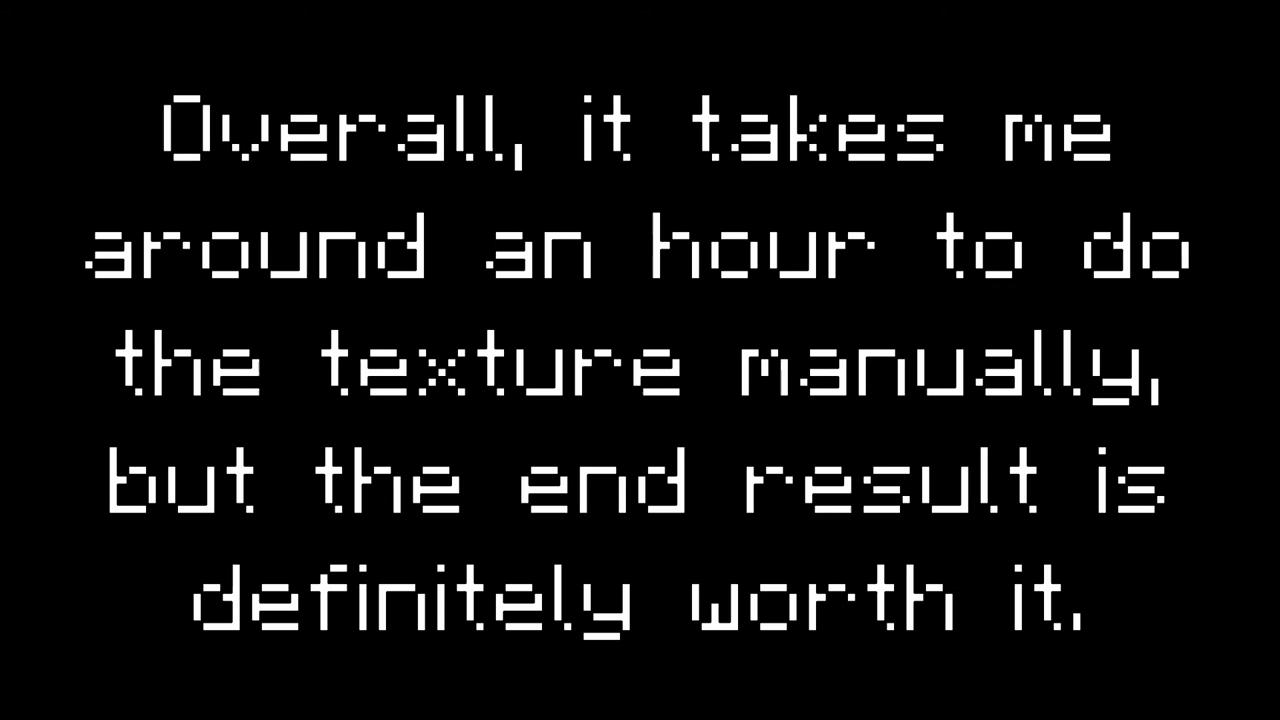 Overall, it takes me
around an hour to do
the texture manually,
but the end result is
definitely worth it.